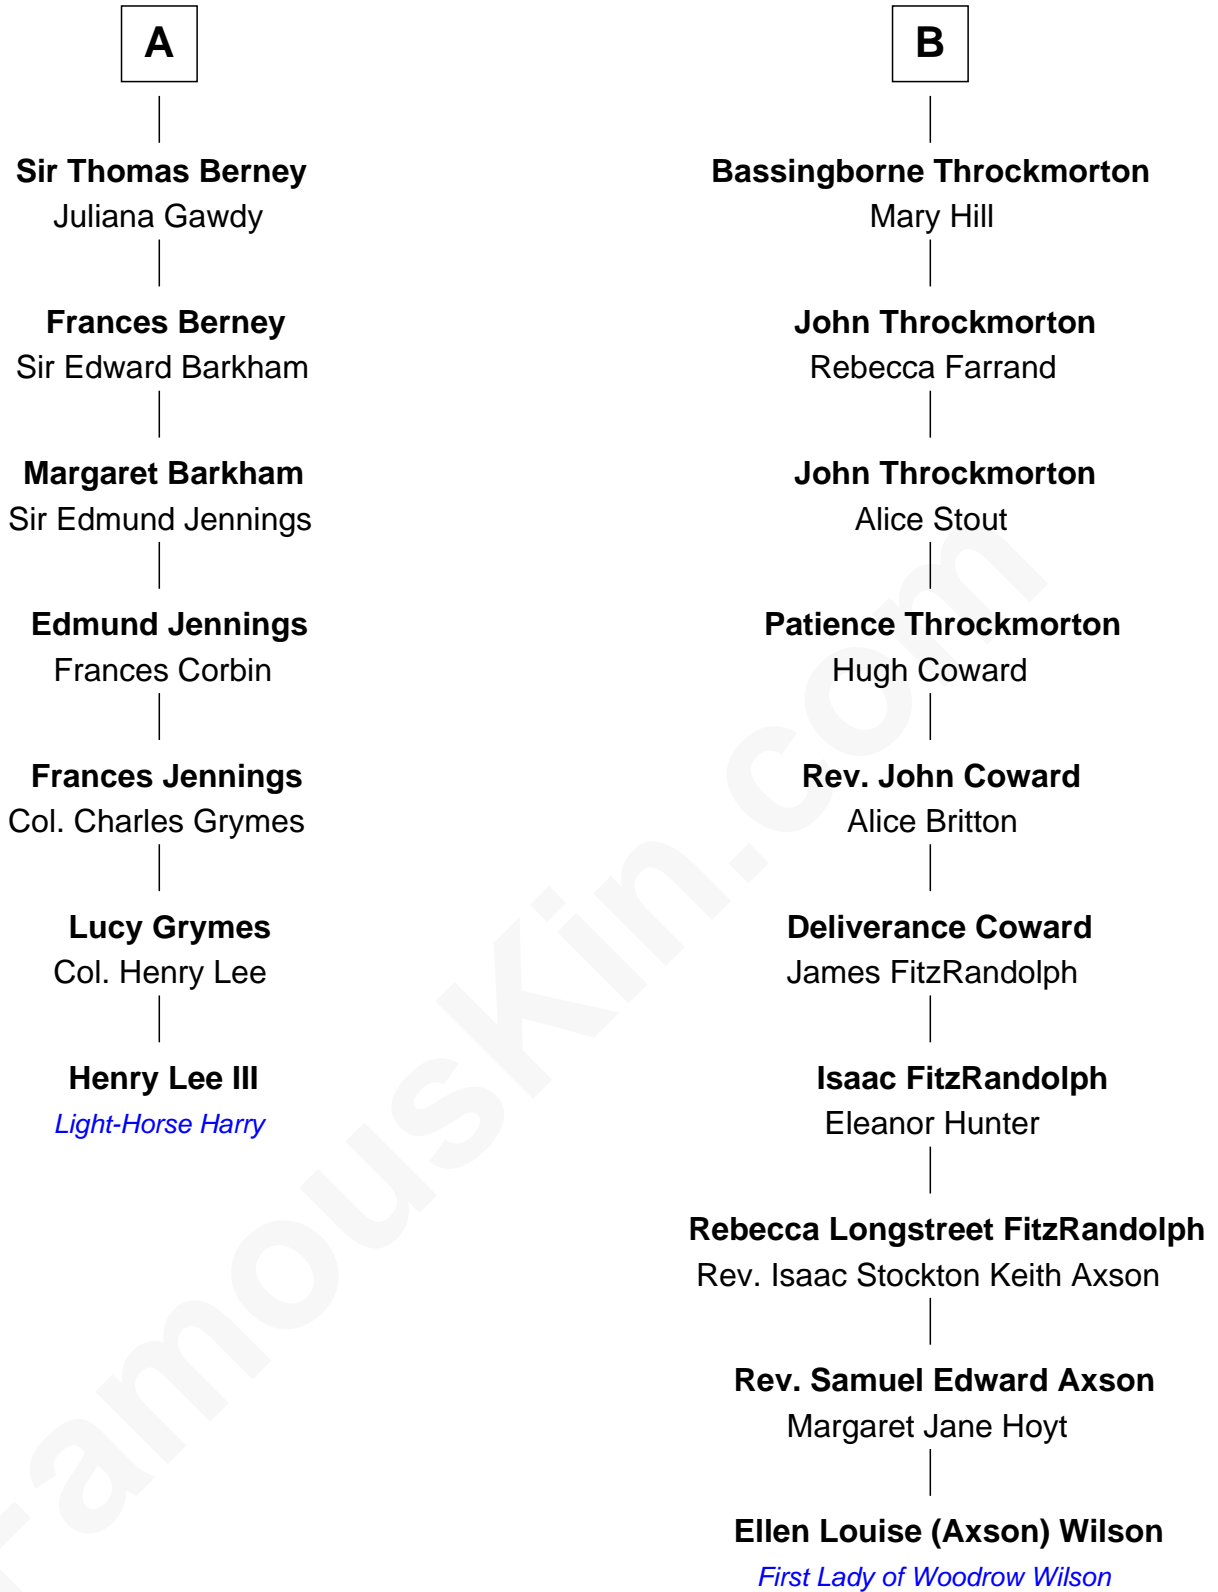 A
Sir Thomas Berney
Juliana Gawdy
Frances Berney
Sir Edward Barkham
Margaret Barkham
Sir Edmund Jennings
Edmund Jennings
Frances Corbin
Frances Jennings
Col. Charles Grymes
Lucy Grymes
Col. Henry Lee
Henry Lee III
Light-Horse Harry
B
Bassingborne Throckmorton
Mary Hill
John Throckmorton
Rebecca Farrand
John Throckmorton
Alice Stout
Patience Throckmorton
Hugh Coward
Rev. John Coward
Alice Britton
Deliverance Coward
James FitzRandolph
Isaac FitzRandolph
Eleanor Hunter
Rebecca Longstreet FitzRandolph
Rev. Isaac Stockton Keith Axson
Rev. Samuel Edward Axson
Margaret Jane Hoyt
Ellen Louise (Axson) Wilson
First Lady of Woodrow Wilson
FamousKin.com